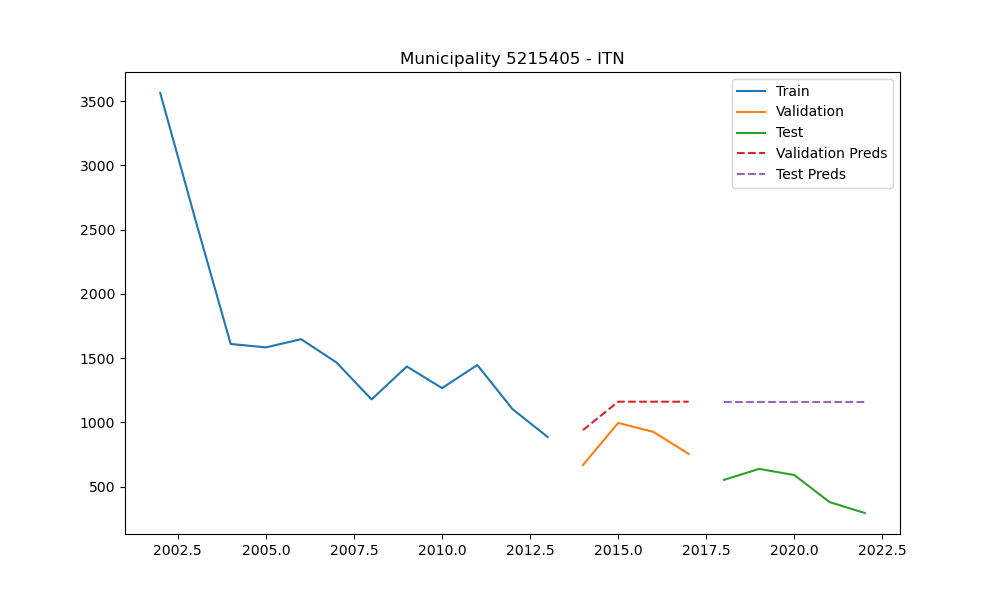 Municipality 5215405 - ITN
Train
Validation
Test
Validation Preds
Test Preds
3500
3000
2500
2000
1500
1000
500
2002.5 2005.0 2007.5 2010.0 2012.5 2015.0 2017.5 2020.0 2022.5